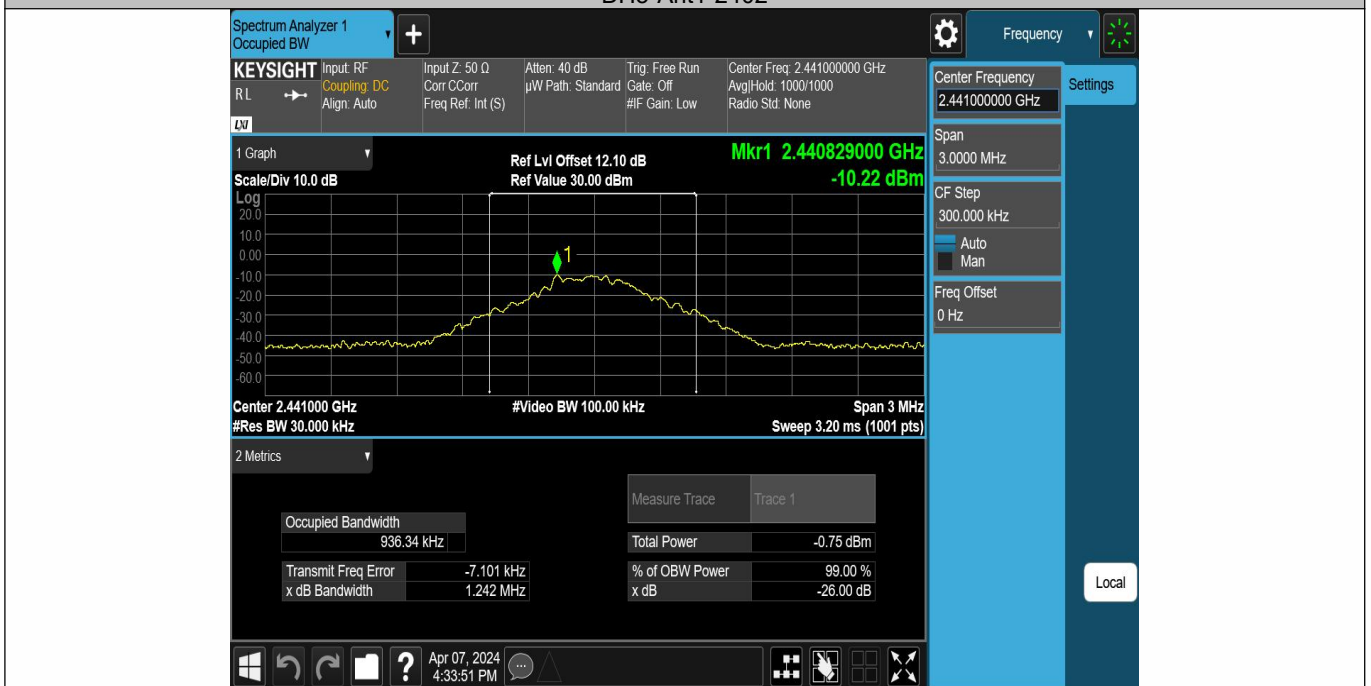 Spectrum Analyzer 1
Occupied BW
+
Frequency
KEYSIGHT
RL
LXI
Input: RF
Coupling: DC
Align: Auto
Input Z: 50 Ω
Corr CCorr
Freq Ref: Int (S)
Atten: 40 dB
µW Path: Standard
Trig: Free Run
Gate: Off
#IF Gain: Low
Center Freq: 2.441000000 GHz
Avg|Hold: 1000/1000
Radio Std: None
Center Frequency
2.441000000 GHz
Settings
Span
3.0000 MHz
CF Step
300.000 kHz
Auto
Man
Freq Offset
0 Hz
Local
1 Graph
Scale/Div 10.0 dB
Ref Lvl Offset 12.10 dB
Ref Value 30.00 dBm
Mkr1 2.440829000 GHz
-10.22 dBm
Log
20.0
10.0
0.00
-10.0
-20.0
-30.0
-40.0
-50.0
-60.0
1
Center 2.441000 GHz
#Video BW 100.00 kHz
Span 3 MHz
#Res BW 30.000 kHz
Sweep 3.20 ms (1001 pts)
2 Metrics
Measure Trace Trace 1
Occupied Bandwidth
936.34 kHz
Total Power -0.75 dBm
Transmit Freq Error -7.101 kHz
% of OBW Power 99.00 %
x dB Bandwidth 1.242 MHz
x dB -26.00 dB
?
Apr 07, 2024
4:33:51 PM